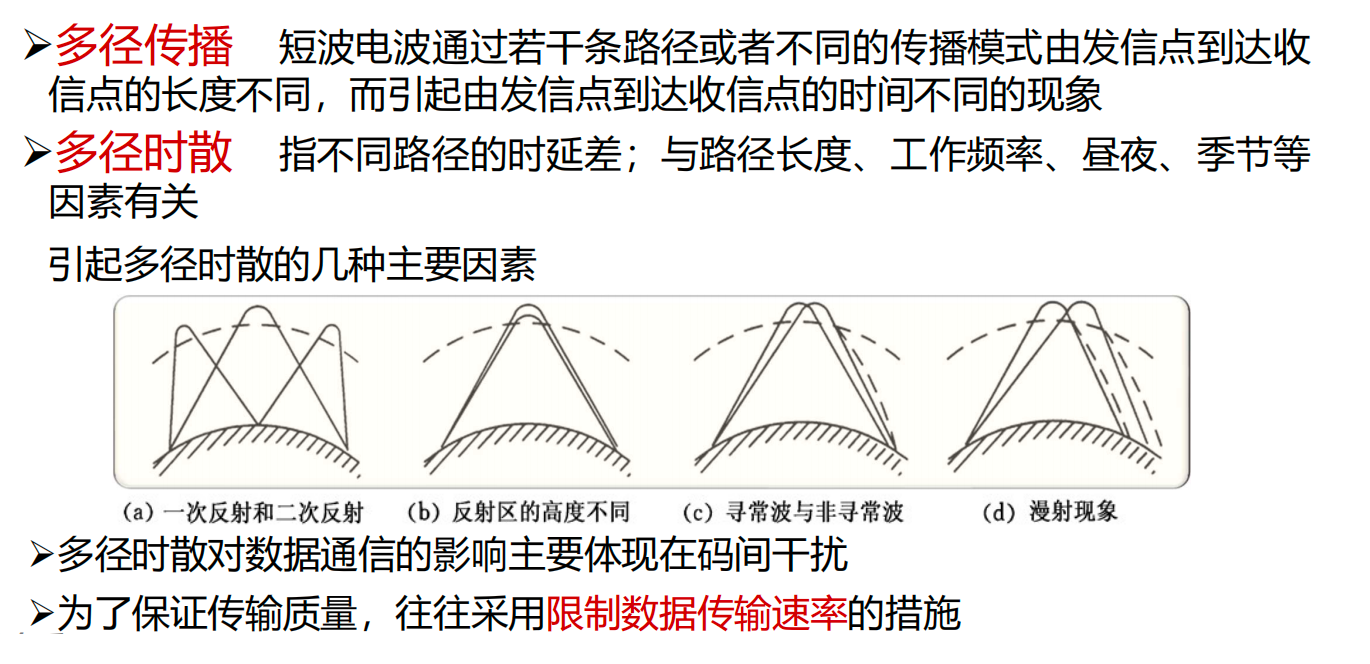 ➢多径传播 短波电波通过若干条路径或者不同的传播模式由发信点到达收
信点的长度不同，而引起由发信点到达收信点的时间不同的现象
➢多径时散 指不同路径的时延差；与路径长度、工作频率、昼夜、季节等
因素有关
引起多径时散的几种主要因素
(a) 一次反射和二次反射 (b) 反射区的高度不同 (c) 寻常波与非寻常波 (d) 漫射现象
➢多径时散对数据通信的影响主要体现在码间干扰
➢为了保证传输质量，往往采用限制数据传输速率的措施